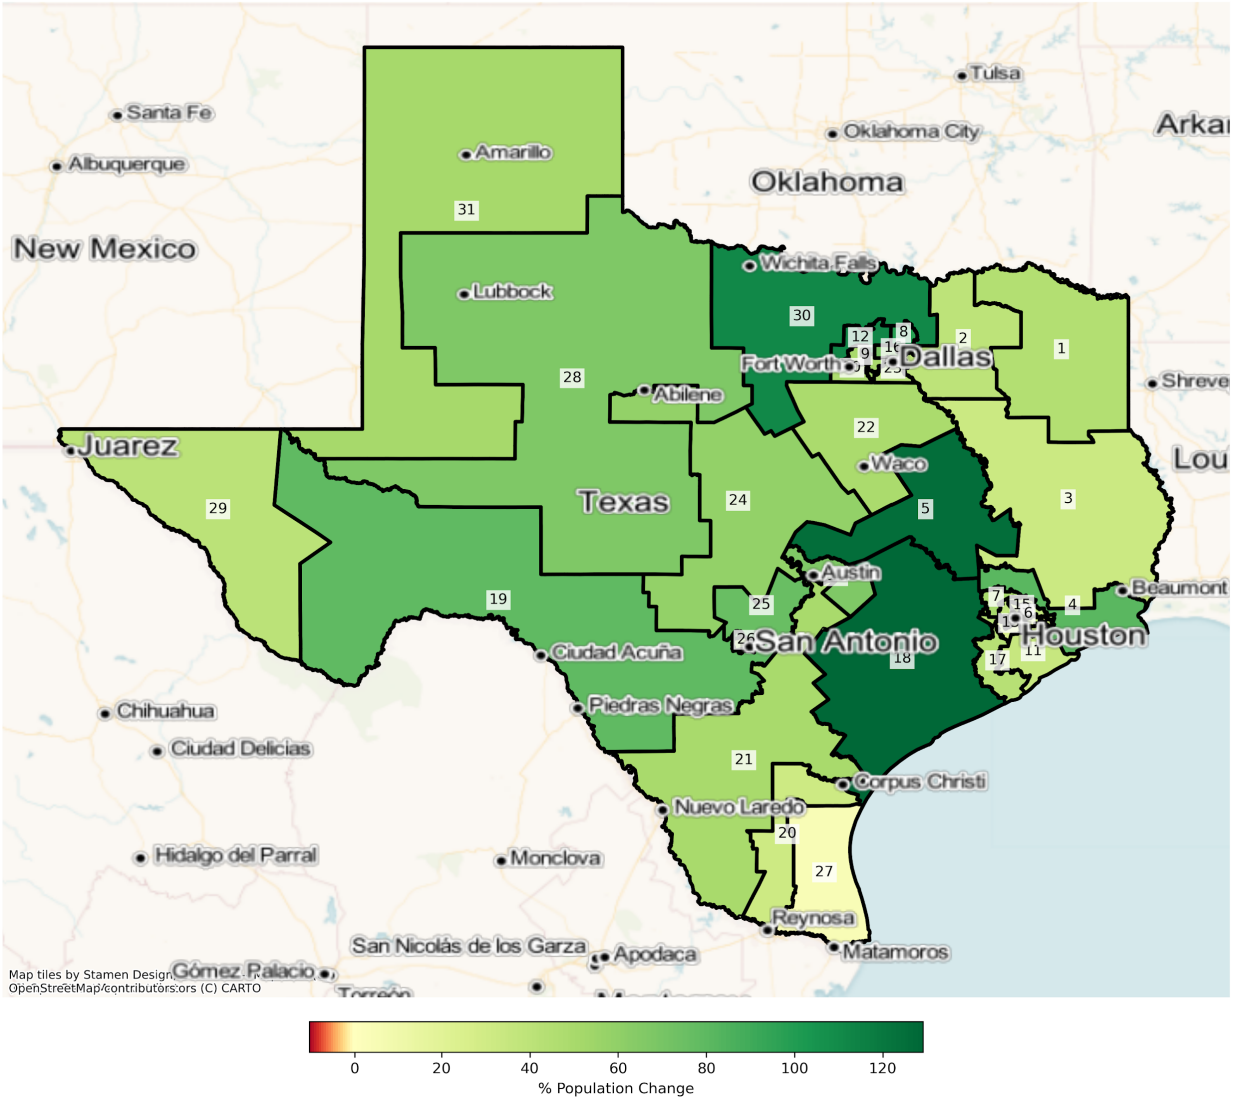 Tulsa
Santa Fe
Arkar
Oklahoma City
Amarillo
Albuquerque
Oklahoma
31
New Mexico
Wichita Falls
Lubbock
30
8
12
2
16
1
9
Dallas
Fort Worth
28
Shreve
Abilene
22
Juarez
Waco
Lou
3
24
Texas
29
5
Austin
Beaumont
7
19
25
15
4
6
Houston
26
San Antonio
11
Ciudad Acuña
18
17
Piedras Negras
Chihuahua
Ciudad Delicias
21
Corpus Christi
Nuevo Laredo
20
Hidalgo del Parral
Monclova
27
Reynosa
San Nicolás de los Garza
Apodaca
Matamoros
Map tiles by Stamen Design,
Gómez Palacio
OpenStreetMap contributors
(C) CARTO
Torreón
0
20
40
60
80
100
120
% Population Change